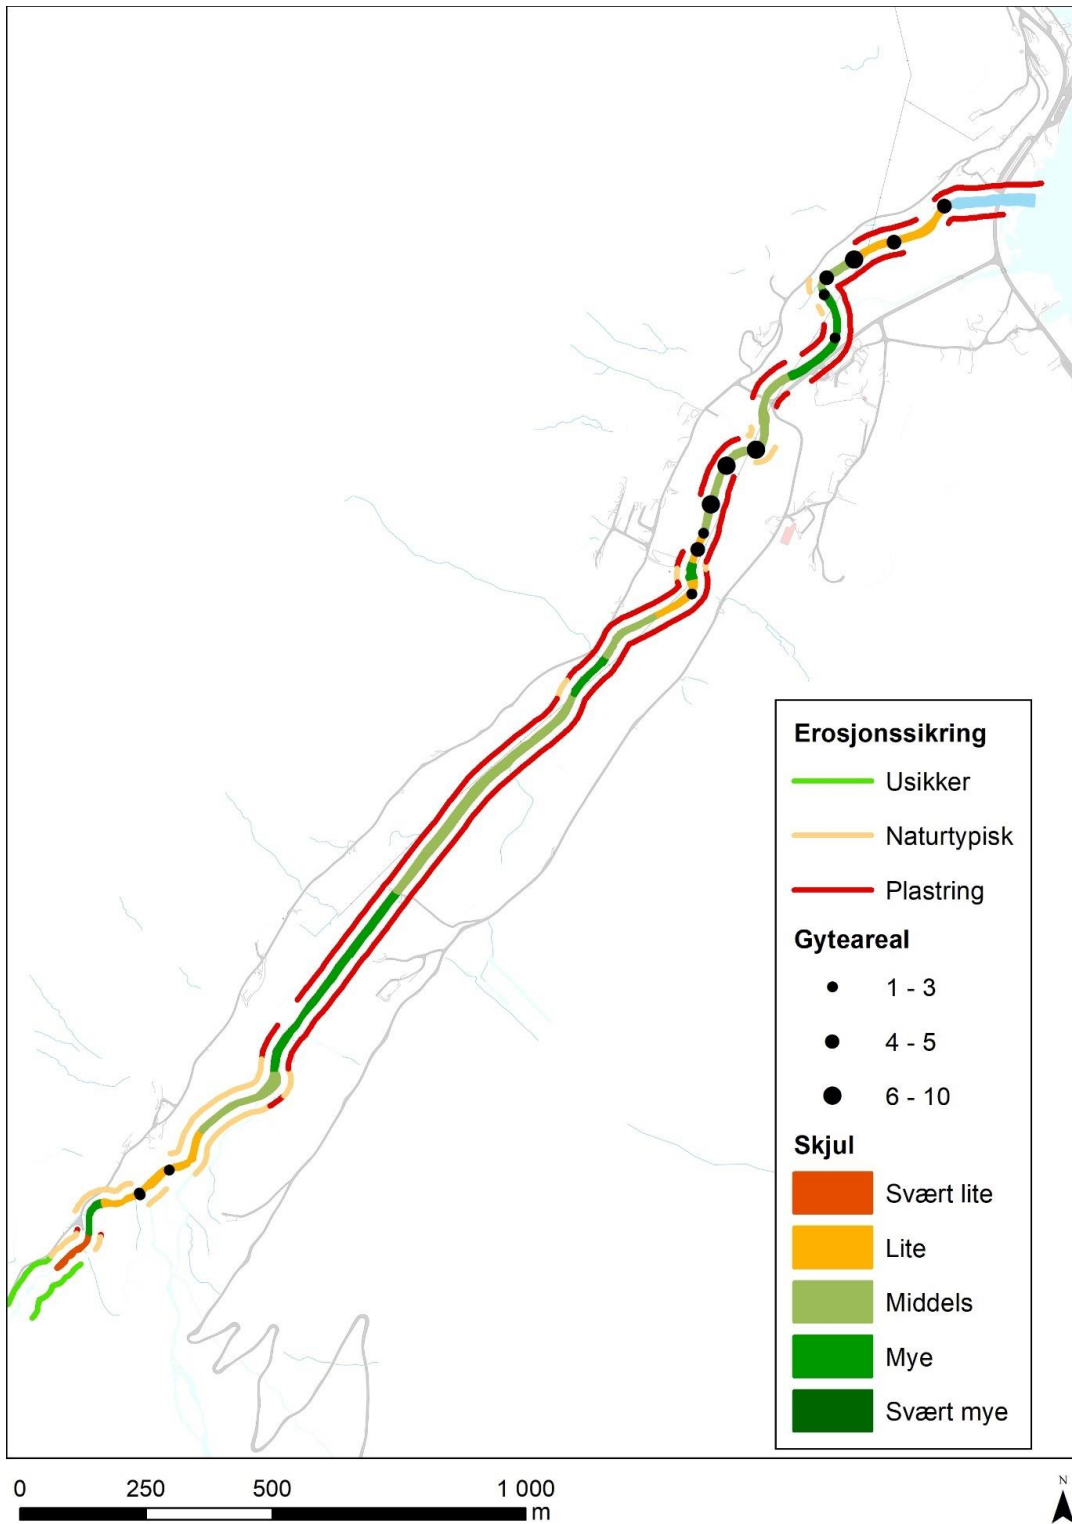 Erosjonssikring
Usikker
Naturtypisk
Plastring
Gyteareal
1 - 3
4 - 5
6 - 10
Skjul
Svært lite
Lite
Middels
Mye
Svært mye
0 250 500 1 000
m
N